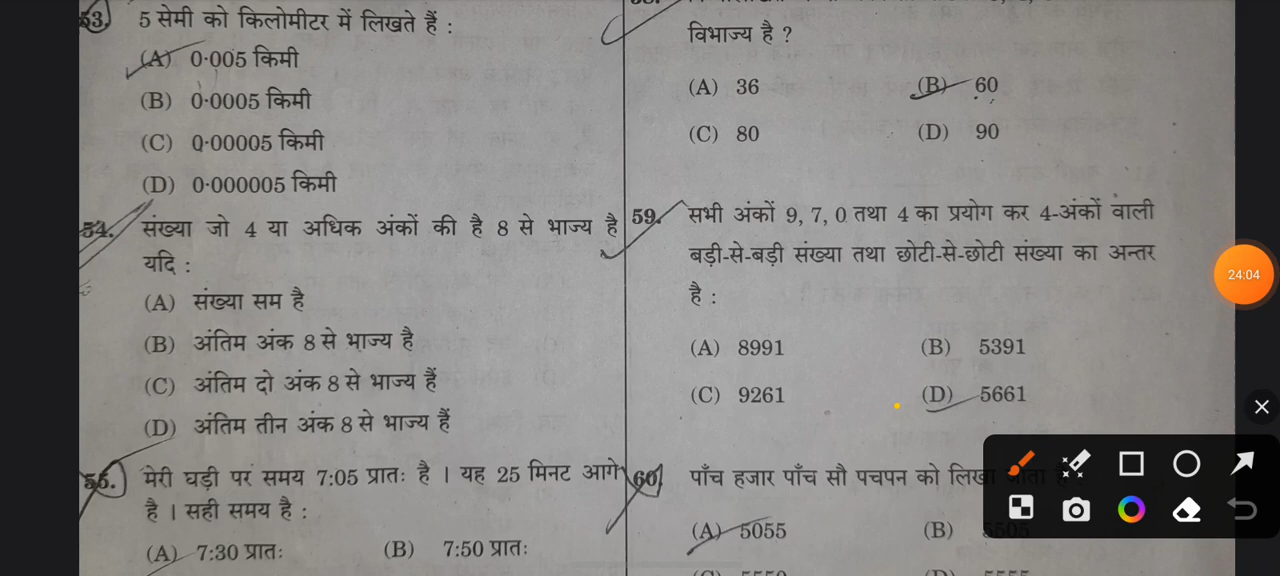 53. 5 सेमी को किलोमीटर में लिखते हैं :
(A) 0·005 किमी
(B) 0·0005 किमी
(C) 0·00005 किमी
(D) 0·000005 किमी
54. संख्या जो 4 या अधिक अंकों की है 8 से भाज्य है
यदि :
(A) संख्या सम है
(B) अंतिम अंक 8 से भाज्य है
(C) अंतिम दो अंक 8 से भाज्य हैं
(D) अंतिम तीन अंक 8 से भाज्य हैं
55. मेरी घड़ी पर समय 7:05 प्रातः है । यह 25 मिनट आगे
है । सही समय है :
(A) 7:30 प्रातः (B) 7:50 प्रातः
विभाज्य है ?
(A) 36 (B) 60
(C) 80 (D) 90
59. सभी अंकों 9, 7, 0 तथा 4 का प्रयोग कर 4-अंकों वाली
बड़ी-से-बड़ी संख्या तथा छोटी-से-छोटी संख्या का अन्तर
है :
(A) 8991 (B) 5391
(C) 9261 (D) 5661
60. पाँच हजार पाँच सौ पचपन को लिखा जाता है
(A) 5055 (B) 5505
24:04